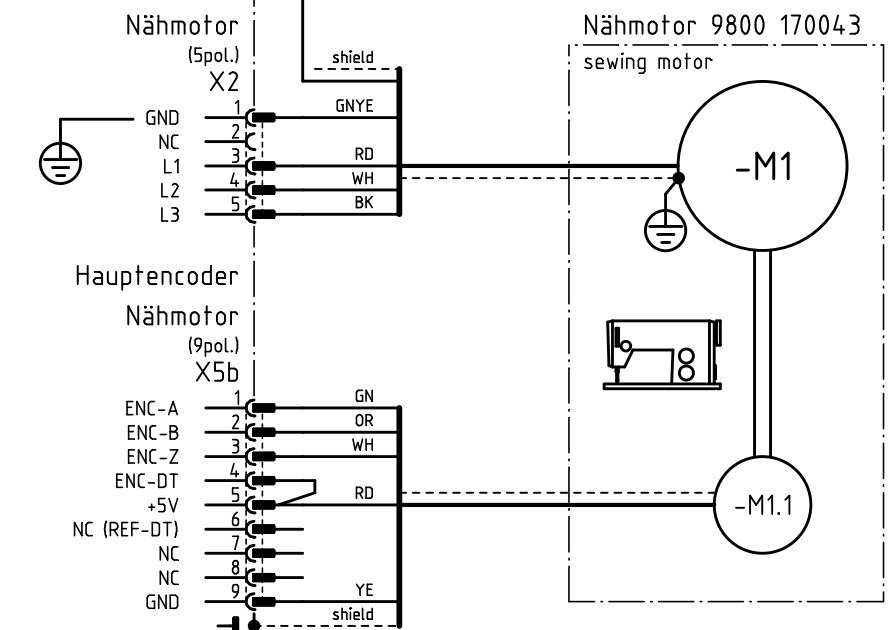 Nähmotor
(5pol.)
X2
shield
GND 1 GNYE
NC 2
L1 3 RD
L2 4 WH
L3 5 BK
Nähmotor 9800 170043
sewing motor
-M1
Hauptencoder
Nähmotor
(9pol.)
X5b
ENC-A 1 GN
ENC-B 2 OR
ENC-Z 3 WH
ENC-DT 4
+5V 5 RD
NC (REF-DT) 6
NC 7
NC 8
GND 9 YE
shield
-M1.1